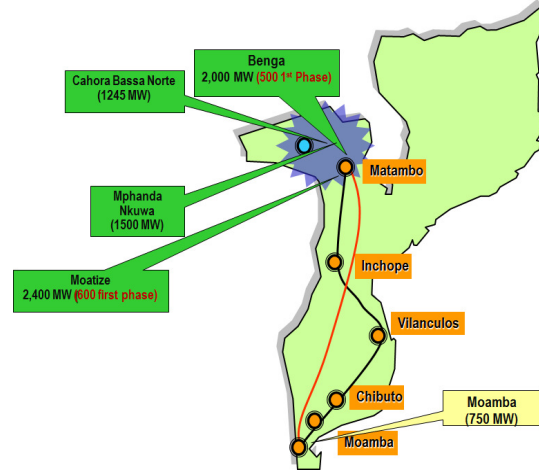 Benga
2,000 MW (500 1st Phase)
Cahora Bassa Norte
(1245 MW)
Matambo
Mphanda
Nkuwa
(1500 MW)
Moatize
2,400 MW (600 first phase)
Inchope
Vilanculos
Chibuto
Moamba
(750 MW)
Moamba